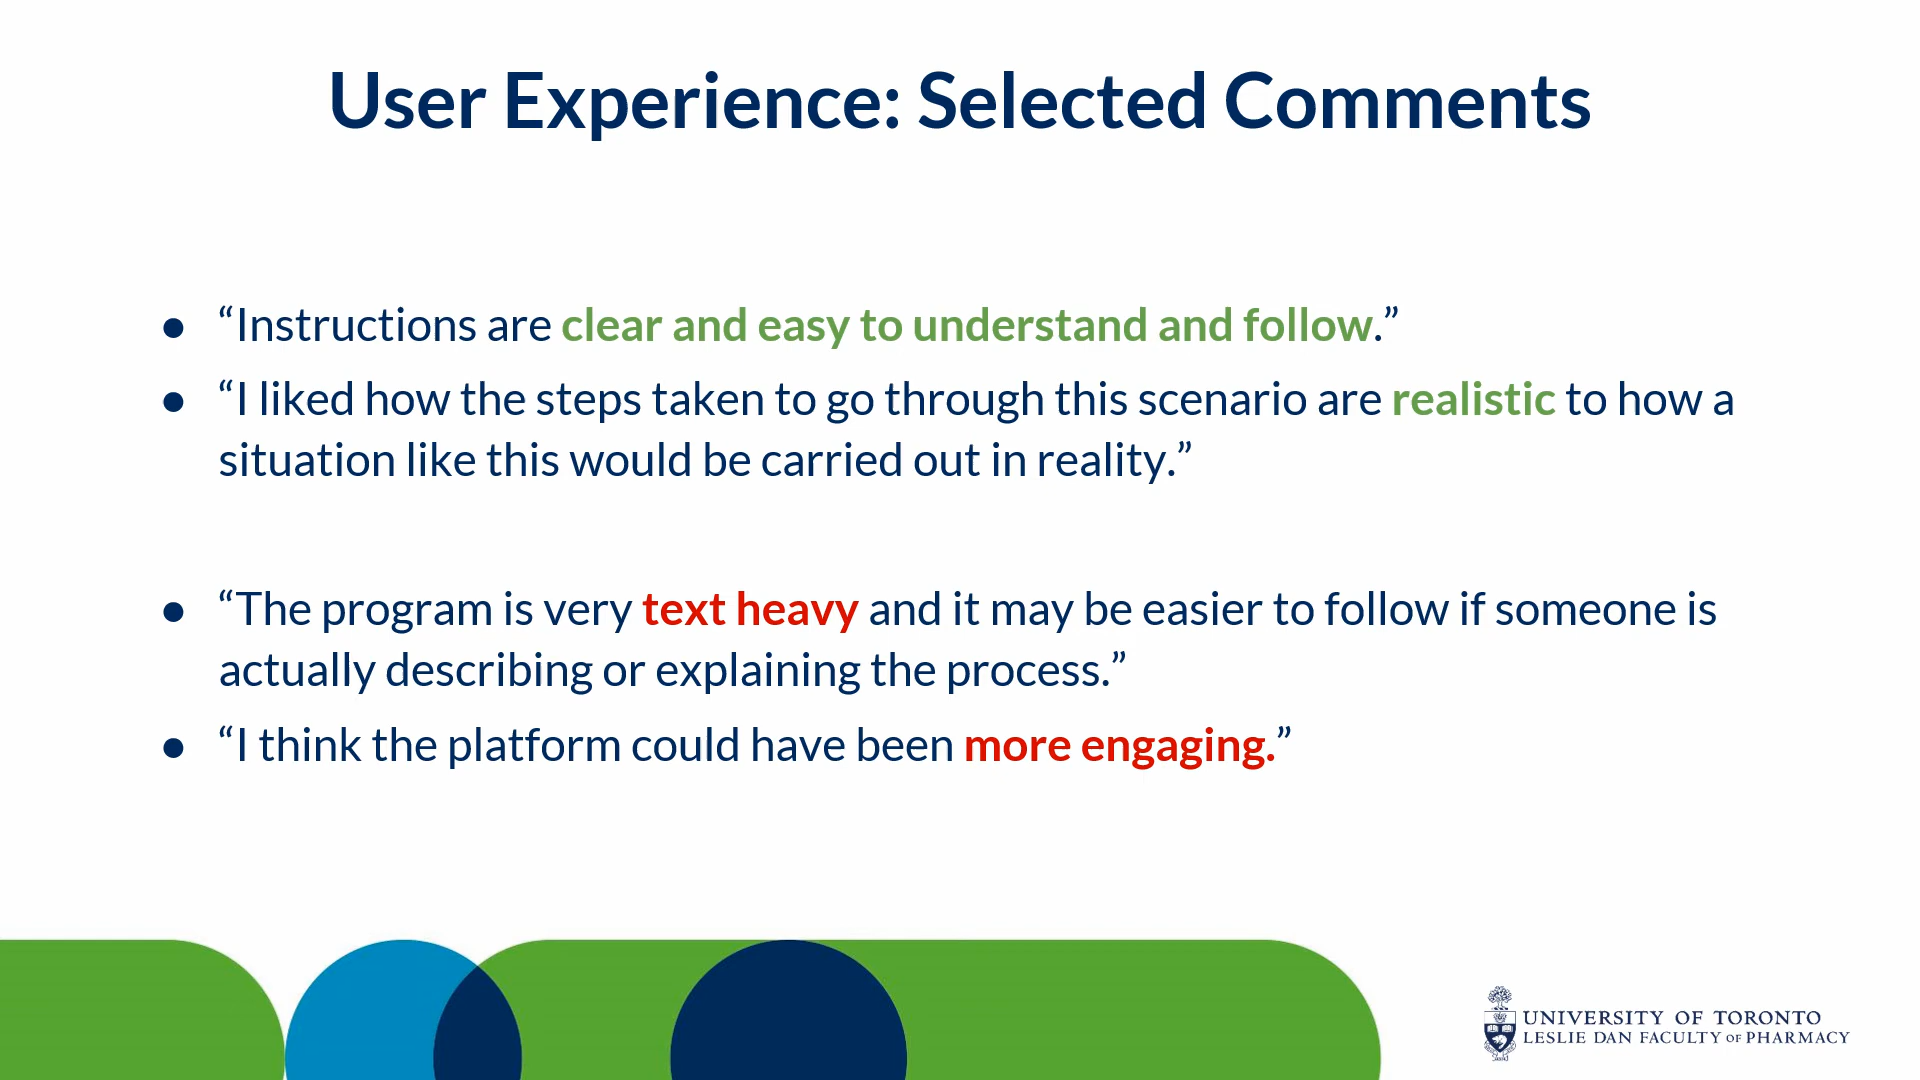 User Experience: Selected Comments
● “Instructions are clear and easy to understand and follow.”
● “I liked how the steps taken to go through this scenario are realistic to how a
situation like this would be carried out in reality.”
● “The program is very text heavy and it may be easier to follow if someone is
actually describing or explaining the process.”
● “I think the platform could have been more engaging.”
UNIVERSITY OF TORONTO
LESLIE DAN FACULTY OF PHARMACY